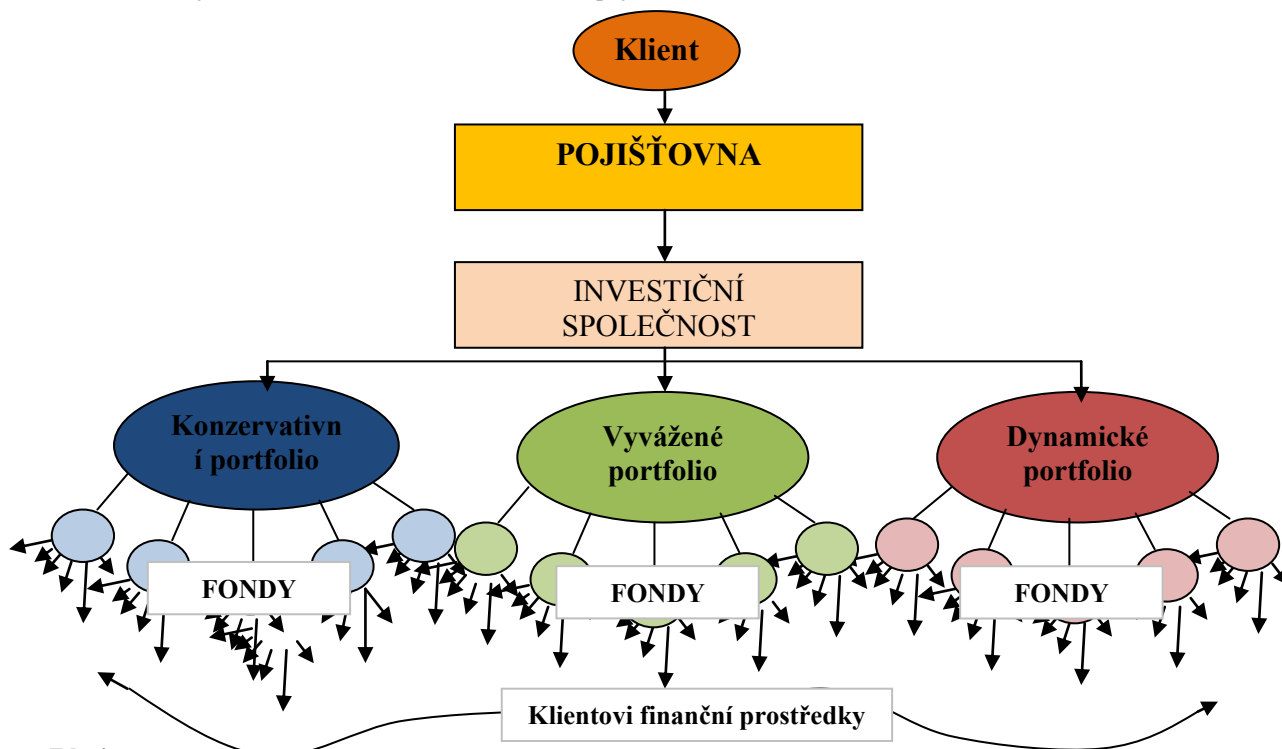 Klient
POJIŠŤOVNA
INVESTIČNÍ
SPOLEČNOST
Konzervativn
í portfolio
Vyvážené
portfolio
Dynamické
portfolio
FONDY
FONDY
FONDY
Klientovi finanční prostředky